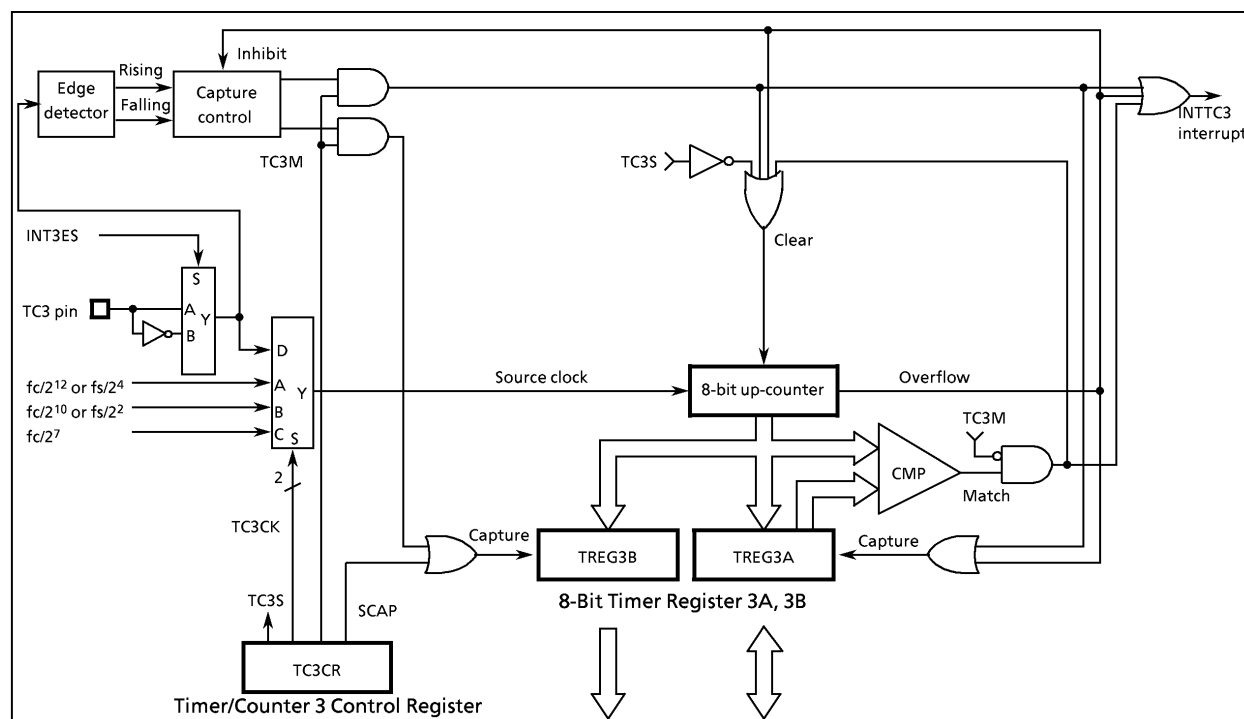 Inhibit
Edge
detector
Rising
Falling
Capture
control
TC3M
INTTC3
interrupt
TC3S
Clear
INT3ES
S
A
Y
B
TC3 pin
D
A
Y
B
C
S
fc/2¹² or fs/2⁴
fc/2¹⁰ or fs/2²
fc/2⁷
Source clock
8-bit up-counter
Overflow
TC3M
CMP
Match
2
TC3CK
Capture
TREG3B
TREG3A
Capture
8-Bit Timer Register 3A, 3B
TC3S
SCAP
TC3CR
Timer/Counter 3 Control Register